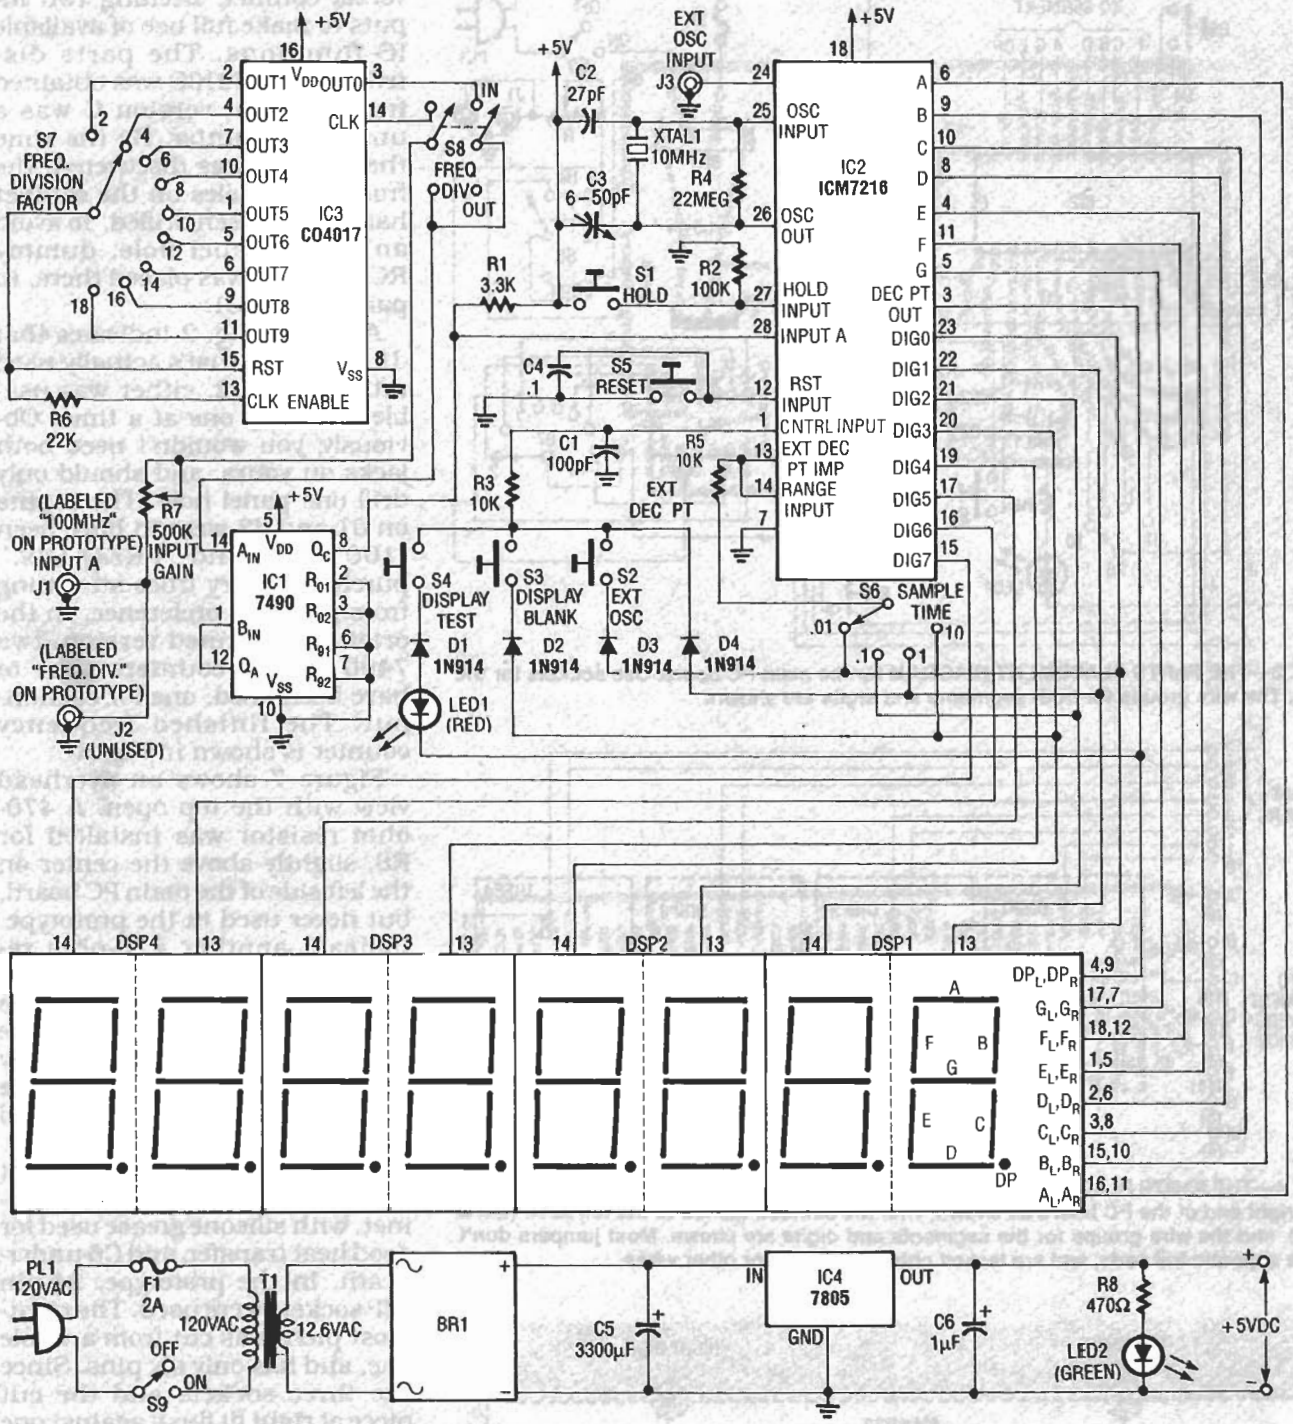 +5V
16
2
OUT1
VDD
OUT0
3
4
OUT2
CLK
14
7
OUT3
10
OUT4
1
OUT5
IC3
CO4017
5
OUT6
6
OUT7
9
OUT8
11
OUT9
15
RST
VSS
8
13
CLK ENABLE
S7
FREQ.
DIVISION
FACTOR
2
4
6
8
10
12
14
16
18
R6
22K
IN
S8
FREQ
DIV
OUT
+5V
C2
27pF
EXT
OSC
INPUT
J3
XTAL1
10MHz
R4
22MEG
C3
6-50pF
R1
3.3K
S1
HOLD
R2
100K
C4
.1
S5
RESET
C1
100pF
R3
10K
R5
10K
EXT
DEC PT
+5V
18
24
25
OSC
INPUT
IC2
ICM7216
26
OSC
OUT
27
HOLD
INPUT
28
INPUT A
12
RST
INPUT
1
CNTRL INPUT
13
EXT DEC
PT IMP
14
RANGE
INPUT
7
A
6
B
9
C
10
D
8
E
4
F
11
G
5
DEC PT
OUT
3
DIG0
23
DIG1
22
DIG2
21
DIG3
20
DIG4
19
DIG5
17
DIG6
16
DIG7
15
(LABELED
"100MHz"
ON PROTOTYPE)
INPUT A
J1
R7
500K
INPUT
GAIN
(LABELED
"FREQ. DIV."
ON PROTOTYPE)
J2
(UNUSED)
+5V
5
14
AIN
VDD
QC
8
IC1
7490
R01
2
1
BIN
R02
3
R91
6
12
QA
R92
7
VSS
10
S4
DISPLAY
TEST
S3
DISPLAY
BLANK
S2
EXT
OSC
D1
1N914
D2
1N914
D3
1N914
D4
1N914
LED1
(RED)
S6
SAMPLE
TIME
.01
.1
1
10
14
DSP4
13
14
DSP3
13
14
DSP2
13
14
DSP1
13
A
F
B
G
E
C
D
DP
DPL,DPR
4,9
GL,GR
17,7
FL,FR
18,12
EL,ER
1,5
DL,DR
2,6
CL,CR
3,8
BL,BR
15,10
AL,AR
16,11
PL1
120VAC
F1
2A
OFF
ON
S9
T1
120VAC
12.6VAC
BR1
+
−
C5
3300µF
+
IN
OUT
IC4
7805
GND
C6
1µF
+
R8
470Ω
LED2
(GREEN)
+
+5VDC
−